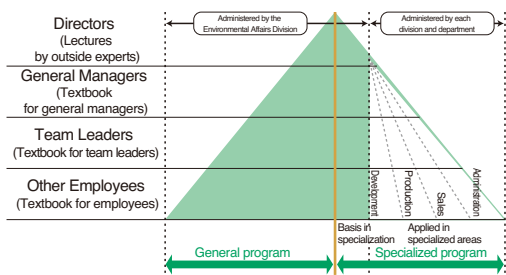 Directors
(Lectures
by outside experts)
General Managers
(Textbook
for general managers)
Team Leaders
(Textbook for team leaders)
Other Employees
(Textbook for employees)
Administered by the
Environmental Affairs Division
Administered by each
division and department
Development
Production
Sales
Administration
Basis in
specialization
Applied in
specialized areas
General program
Specialized program